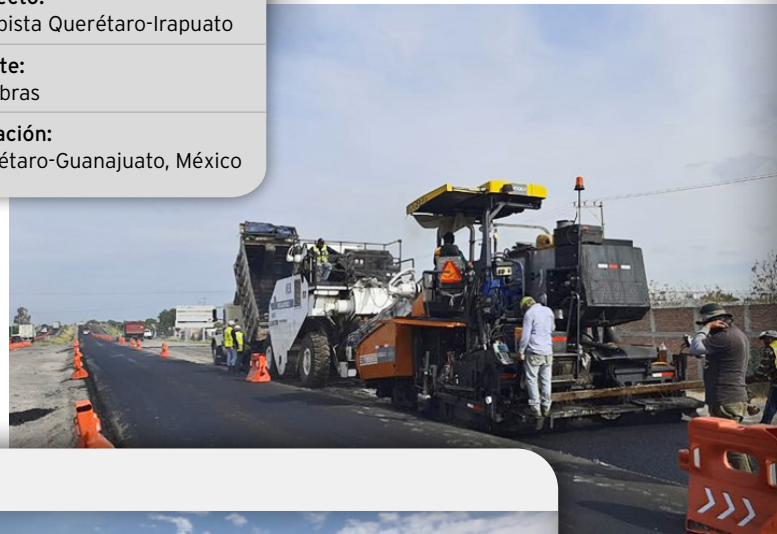 ecto:
pista Querétaro-Irapuato
te:
bras
ación:
étaro-Guanajuato, México